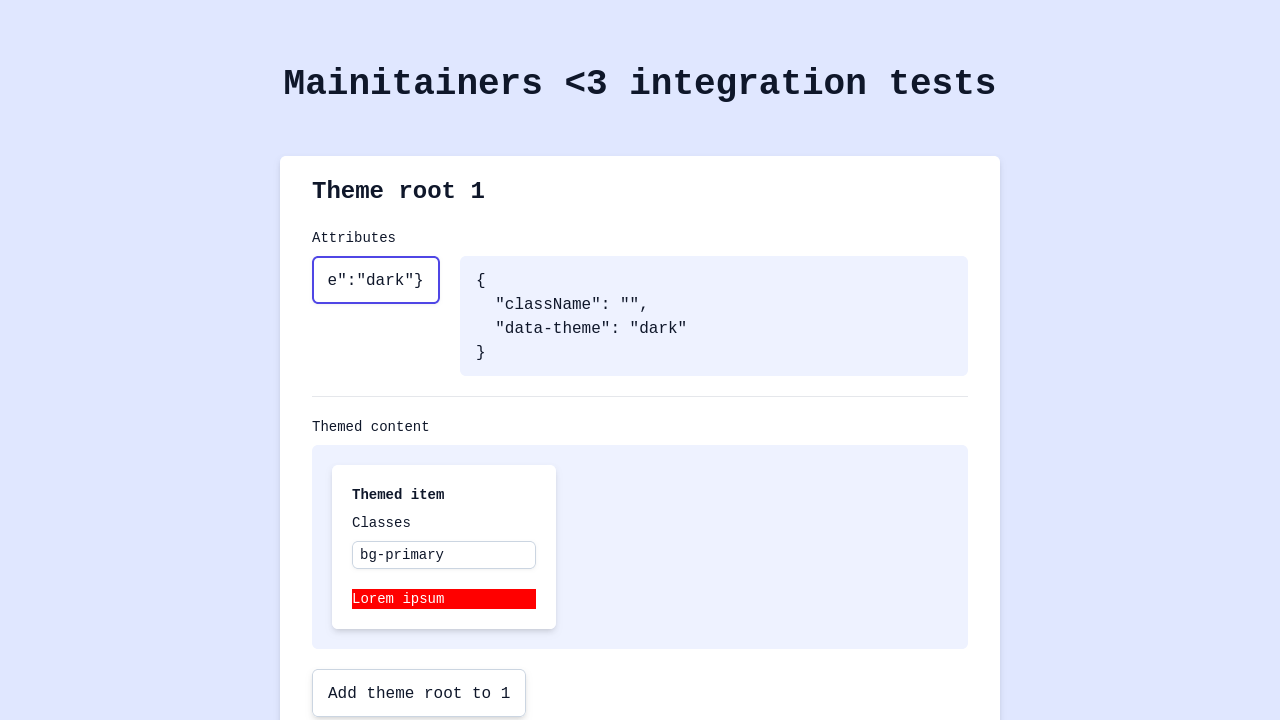 Mainitainers <3 integration tests
Theme root 1
Attributes
e":"dark"}
{
  "className": "",
  "data-theme": "dark"
}
Themed content
Themed item
Classes
bg-primary
Lorem ipsum
Add theme root to 1